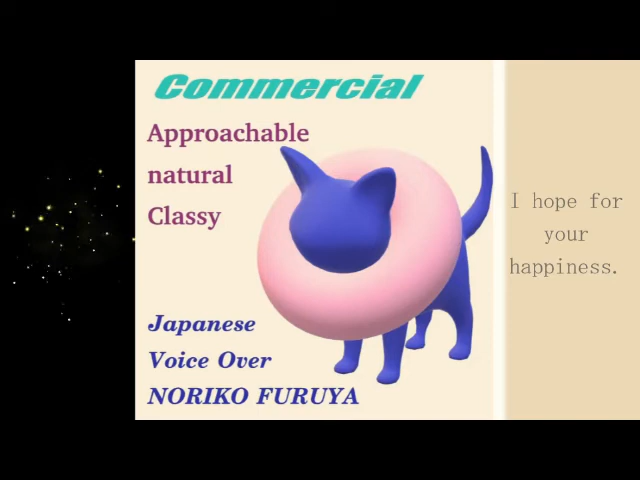 Commercial
Approachable
natural
Classy
Japanese
Voice Over
NORIKO FURUYA
I hope for
your
happiness.